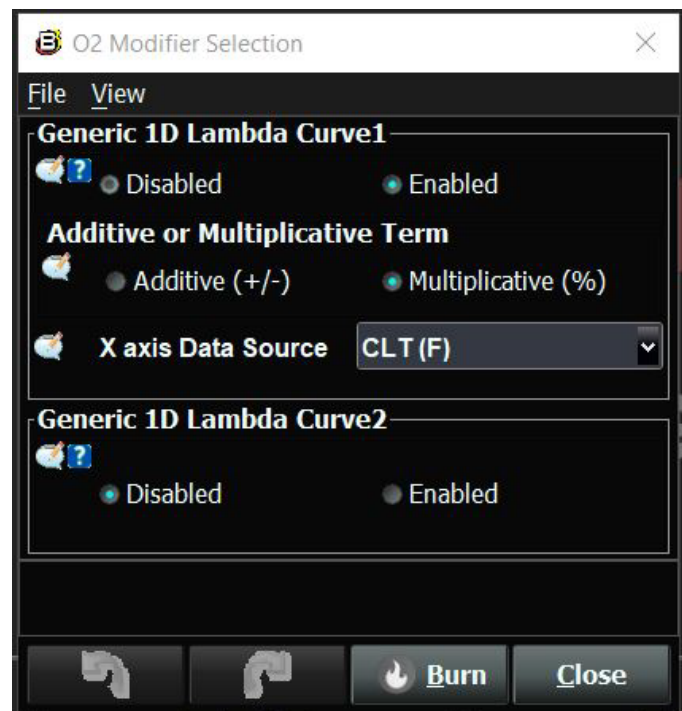 O2 Modifier Selection
File View
Generic 1D Lambda Curve1
Disabled Enabled
Additive or Multiplicative Term
Additive (+/-) Multiplicative (%)
X axis Data Source CLT (F)
Generic 1D Lambda Curve2
Disabled Enabled
Burn Close